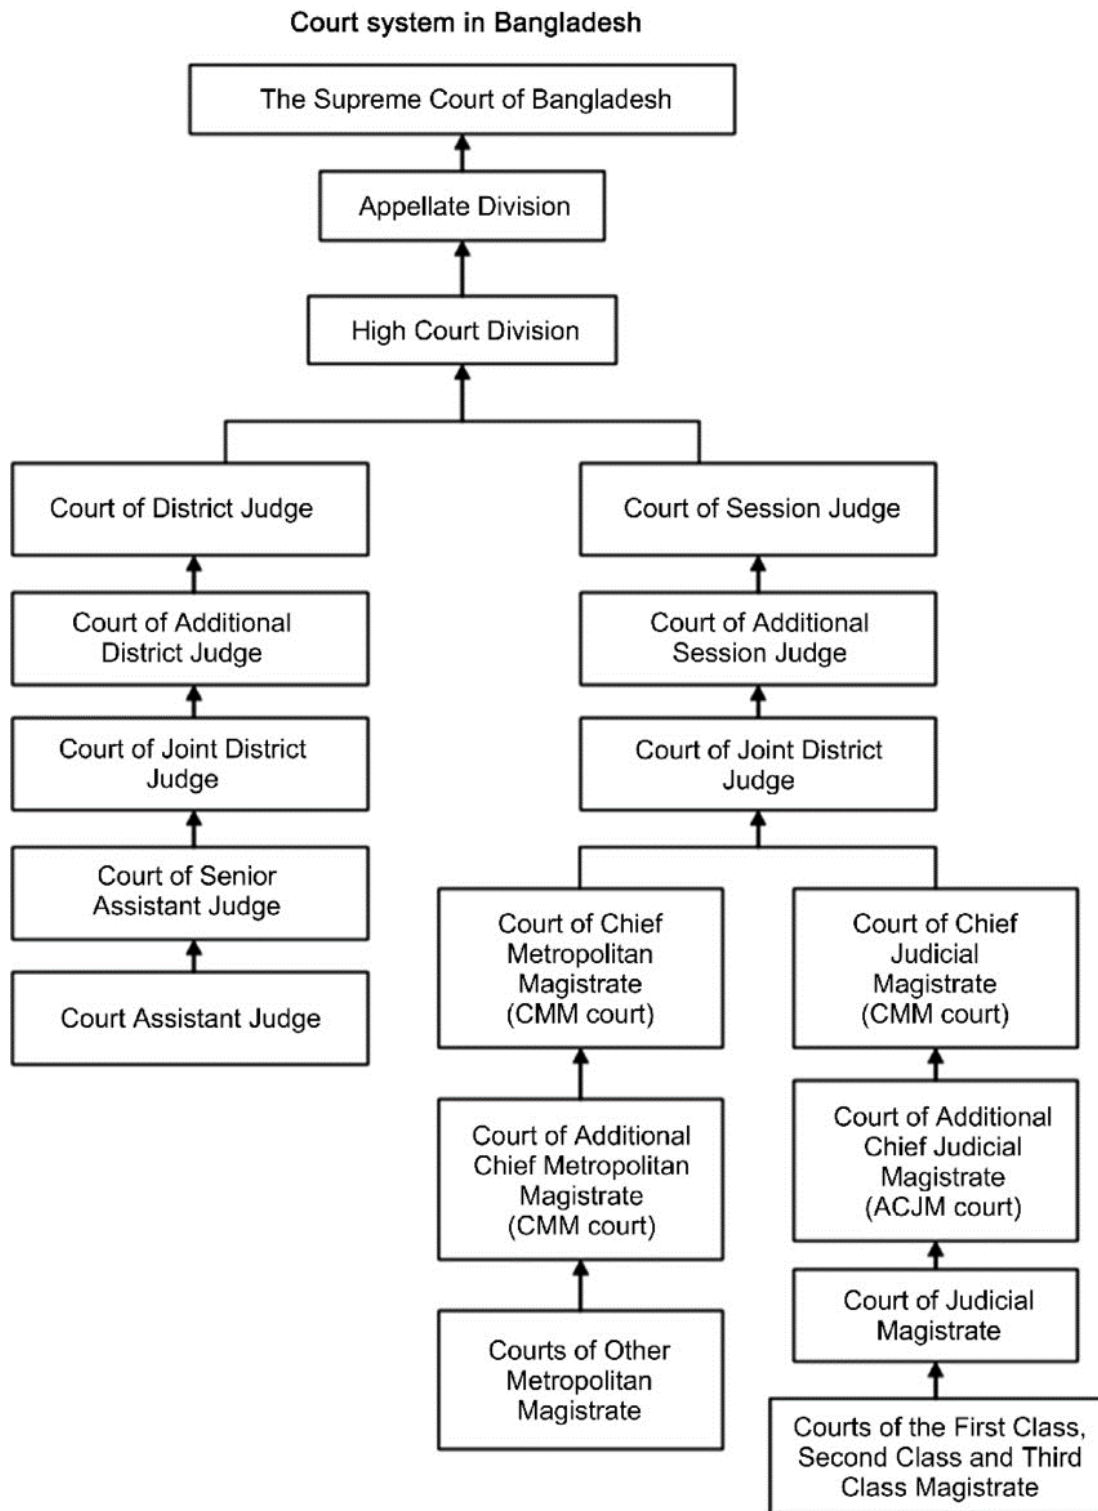 Court system in Bangladesh
The Supreme Court of Bangladesh
Appellate Division
High Court Division
Court of District Judge
Court of Additional
District Judge
Court of Joint District
Judge
Court of Senior
Assistant Judge
Court Assistant Judge
Court of Session Judge
Court of Additional
Session Judge
Court of Joint District
Judge
Court of Chief
Metropolitan
Magistrate
(CMM court)
Court of Additional
Chief Metropolitan
Magistrate
(CMM court)
Courts of Other
Metropolitan
Magistrate
Court of Chief
Judicial
Magistrate
(CMM court)
Court of Additional
Chief Judicial
Magistrate
(ACJM court)
Court of Judicial
Magistrate
Courts of the First Class,
Second Class and Third
Class Magistrate